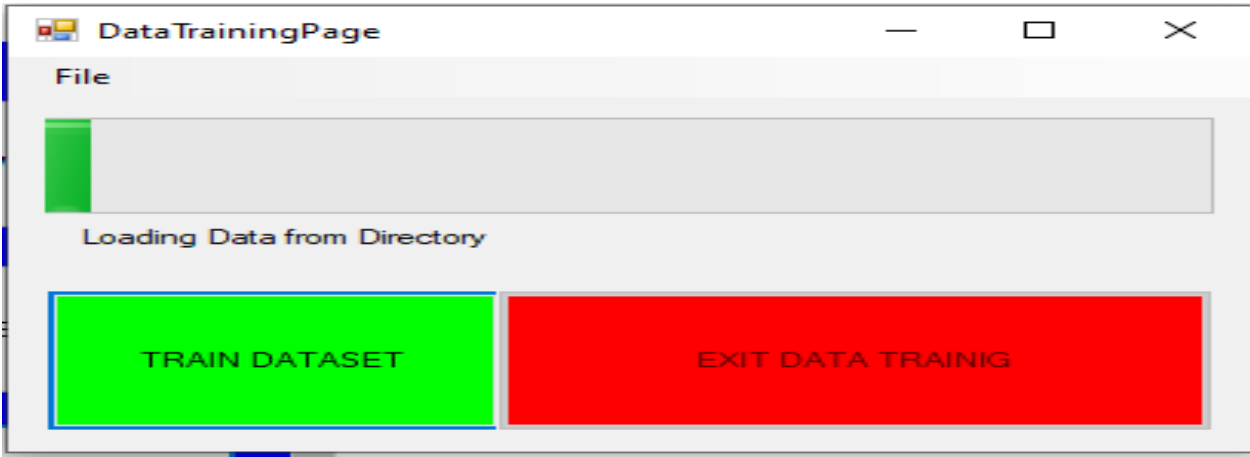 DataTrainingPage
File
Loading Data from Directory
TRAIN DATASET
EXIT DATA TRAINIG